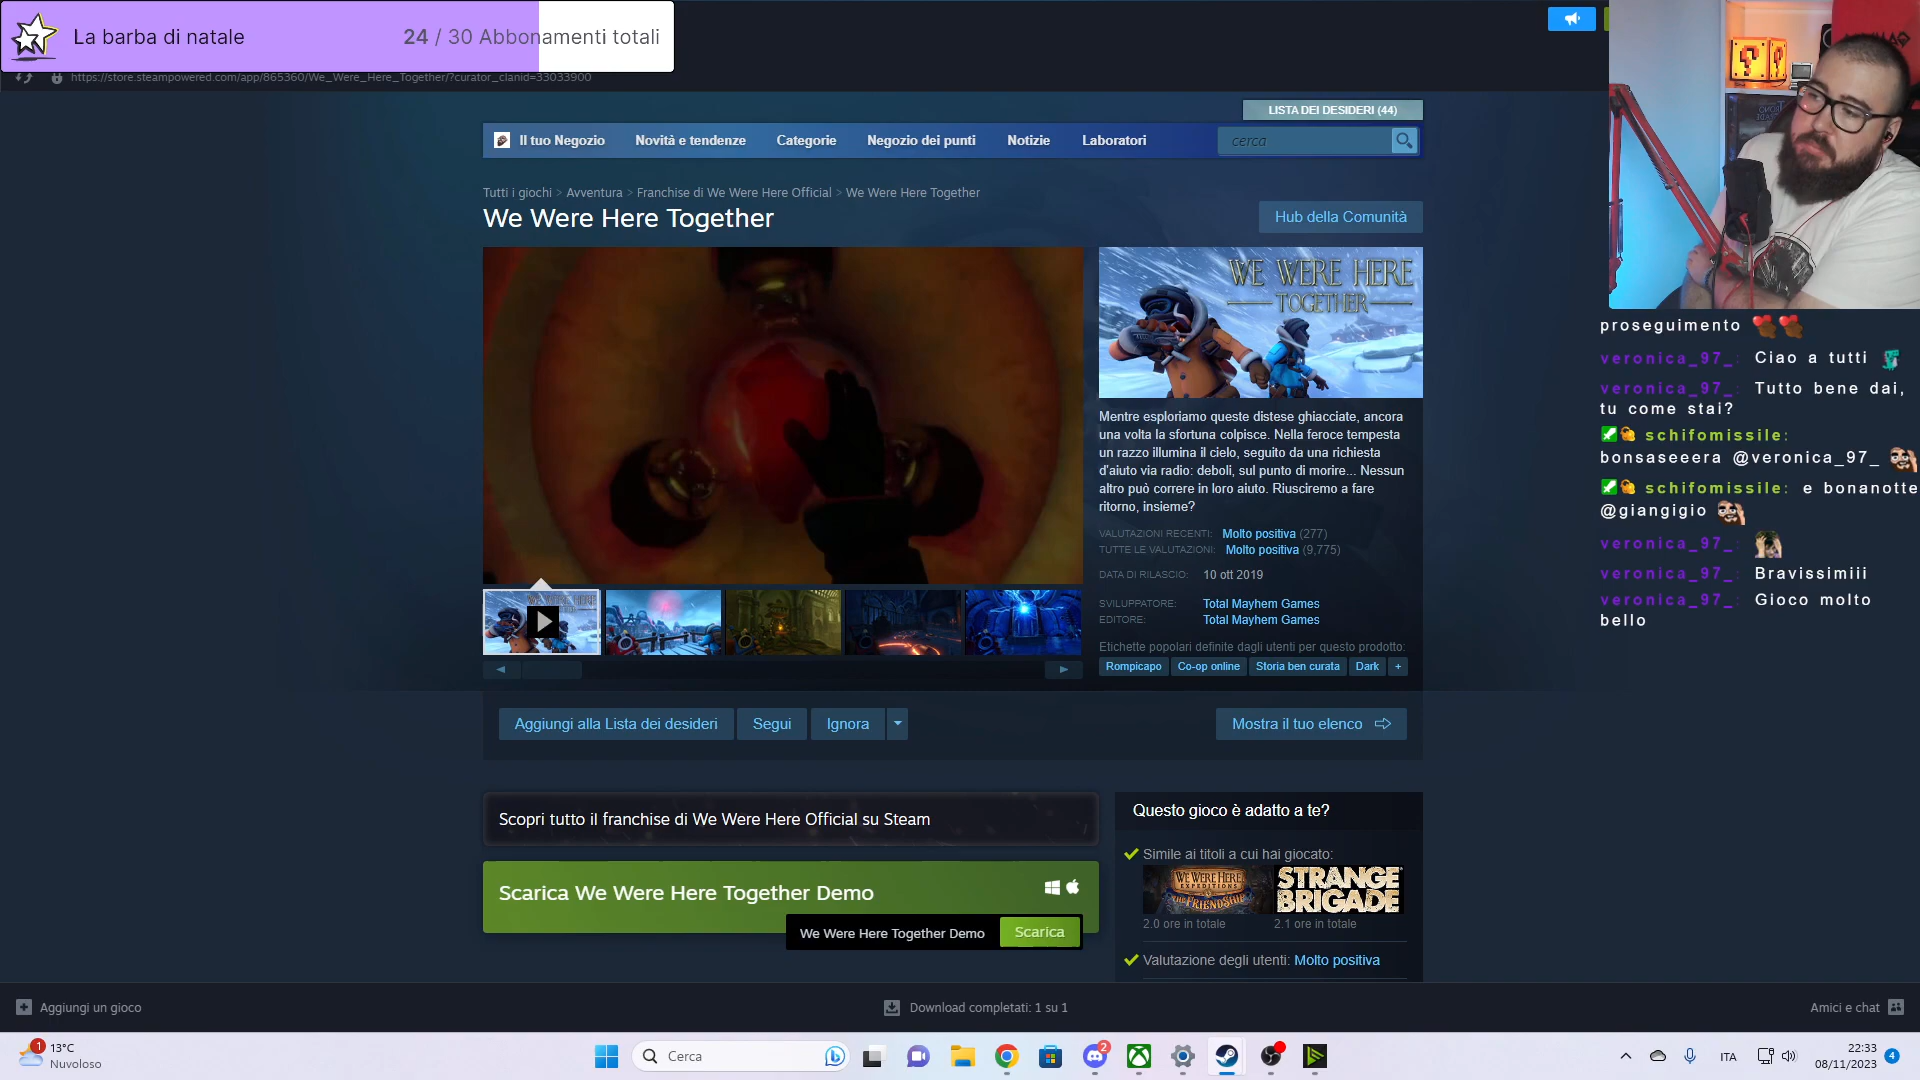 La barba di natale
24 / 30 Abbonamenti totali
https://store.steampowered.com/app/865360/We_Were_Here_Together/?curator_clanid=33033900
LISTA DEI DESIDERI (44)
Il tuo Negozio Novità e tendenze Categorie Negozio dei punti Notizie Laboratori cerca
Tutti i giochi > Avventura > Franchise di We Were Here Official > We Were Here Together
We Were Here Together
Hub della Comunità
WE WERE HERE
TOGETHER
Mentre esploriamo queste distese ghiacciate, ancora
una volta la sfortuna colpisce. Nella feroce tempesta
un razzo illumina il cielo, seguito da una richiesta
d'aiuto via radio: deboli, sul punto di morire... Nessun
altro può correre in loro aiuto. Riusciremo a fare
ritorno, insieme?
VALUTAZIONI RECENTI: Molto positiva (277)
TUTTE LE VALUTAZIONI: Molto positiva (9,775)
DATA DI RILASCIO: 10 ott 2019
SVILUPPATORE: Total Mayhem Games
EDITORE: Total Mayhem Games
Etichette popolari definite dagli utenti per questo prodotto:
Rompicapo Co-op online Storia ben curata Dark +
Aggiungi alla Lista dei desideri Segui Ignora
Mostra il tuo elenco
Scopri tutto il franchise di We Were Here Official su Steam
Scarica We Were Here Together Demo
We Were Here Together Demo Scarica
Questo gioco è adatto a te?
Simile ai titoli a cui hai giocato:
WE WERE HERE
EXPEDITIONS
THE FRIENDSHIP
STRANGE
BRIGADE
2.0 ore in totale 2.1 ore in totale
Valutazione degli utenti: Molto positiva
proseguimento
veronica_97_: Ciao a tutti
veronica_97_: Tutto bene dai,
tu come stai?
schifomissile:
bonsaseeera @veronica_97_
schifomissile: e bonanotte
@giangigio
veronica_97_:
veronica_97_: Bravissimiii
veronica_97_: Gioco molto
bello
Aggiungi un gioco
Download completati: 1 su 1
Amici e chat
1
13°C
Nuvoloso
Cerca
2
ITA
22:33
08/11/2023
4